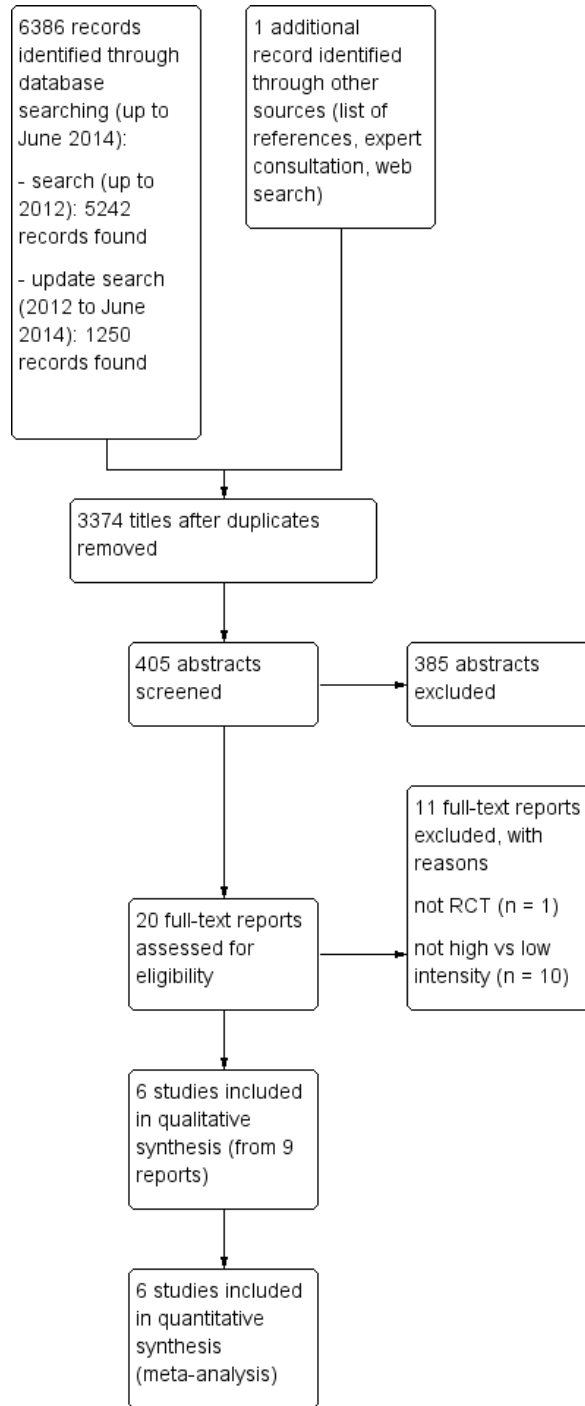 6386 records
identified through
database
searching (up to
June 2014):
- search (up to
2012): 5242
records found
- update search
(2012 to June
2014): 1250
records found
1 additional
record identified
through other
sources (list of
references, expert
consultation, web
search)
3374 titles after duplicates
removed
405 abstracts
screened
385 abstracts
excluded
11 full-text reports
excluded, with
reasons
not RCT (n = 1)
not high vs low
intensity (n = 10)
20 full-text reports
assessed for
eligibility
6 studies included
in qualitative
synthesis (from 9
reports)
6 studies included
in quantitative
synthesis
(meta-analysis)